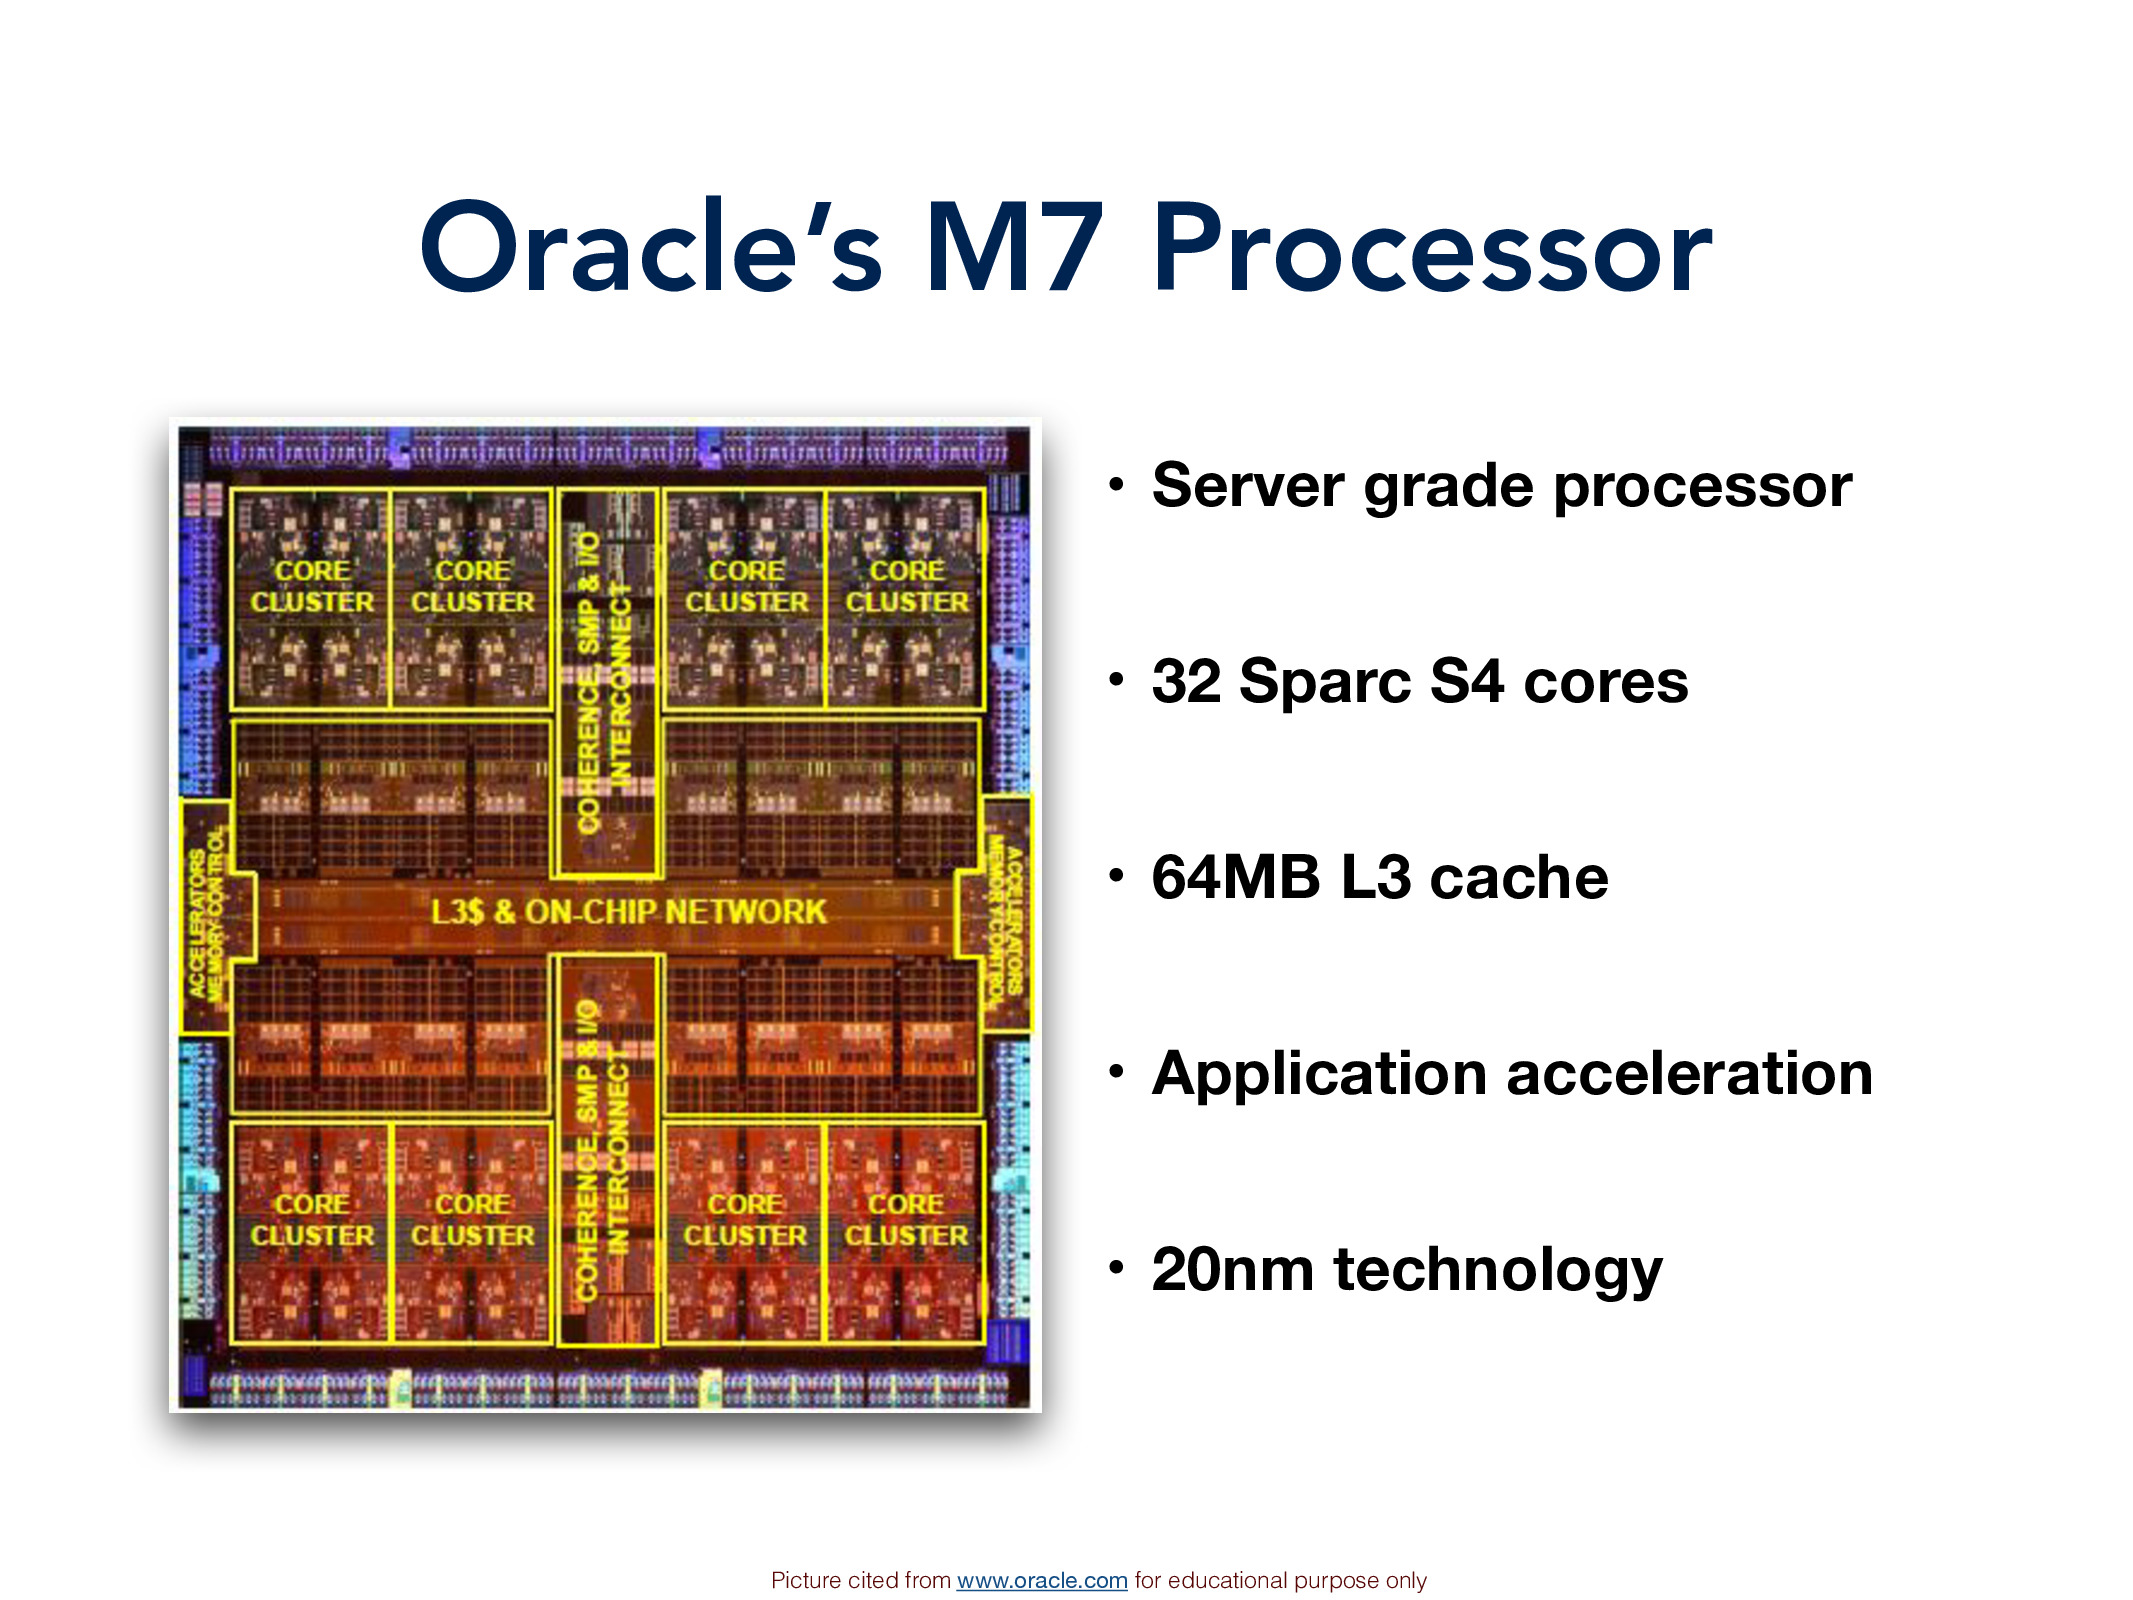 Oracle’s M7 Processor
CORE
CLUSTER
CORE
CLUSTER
COHERENCE, SMP & I/O
INTERCONNECT
CORE
CLUSTER
CORE
CLUSTER
ACCELERATORS
MEMORY CONTROL
L3$ & ON-CHIP NETWORK
ACCELERATORS
MEMORY CONTROL
CORE
CLUSTER
CORE
CLUSTER
COHERENCE, SMP & I/O
INTERCONNECT
CORE
CLUSTER
CORE
CLUSTER
• Server grade processor
• 32 Sparc S4 cores
• 64MB L3 cache
• Application acceleration
• 20nm technology
Picture cited from www.oracle.com for educational purpose only